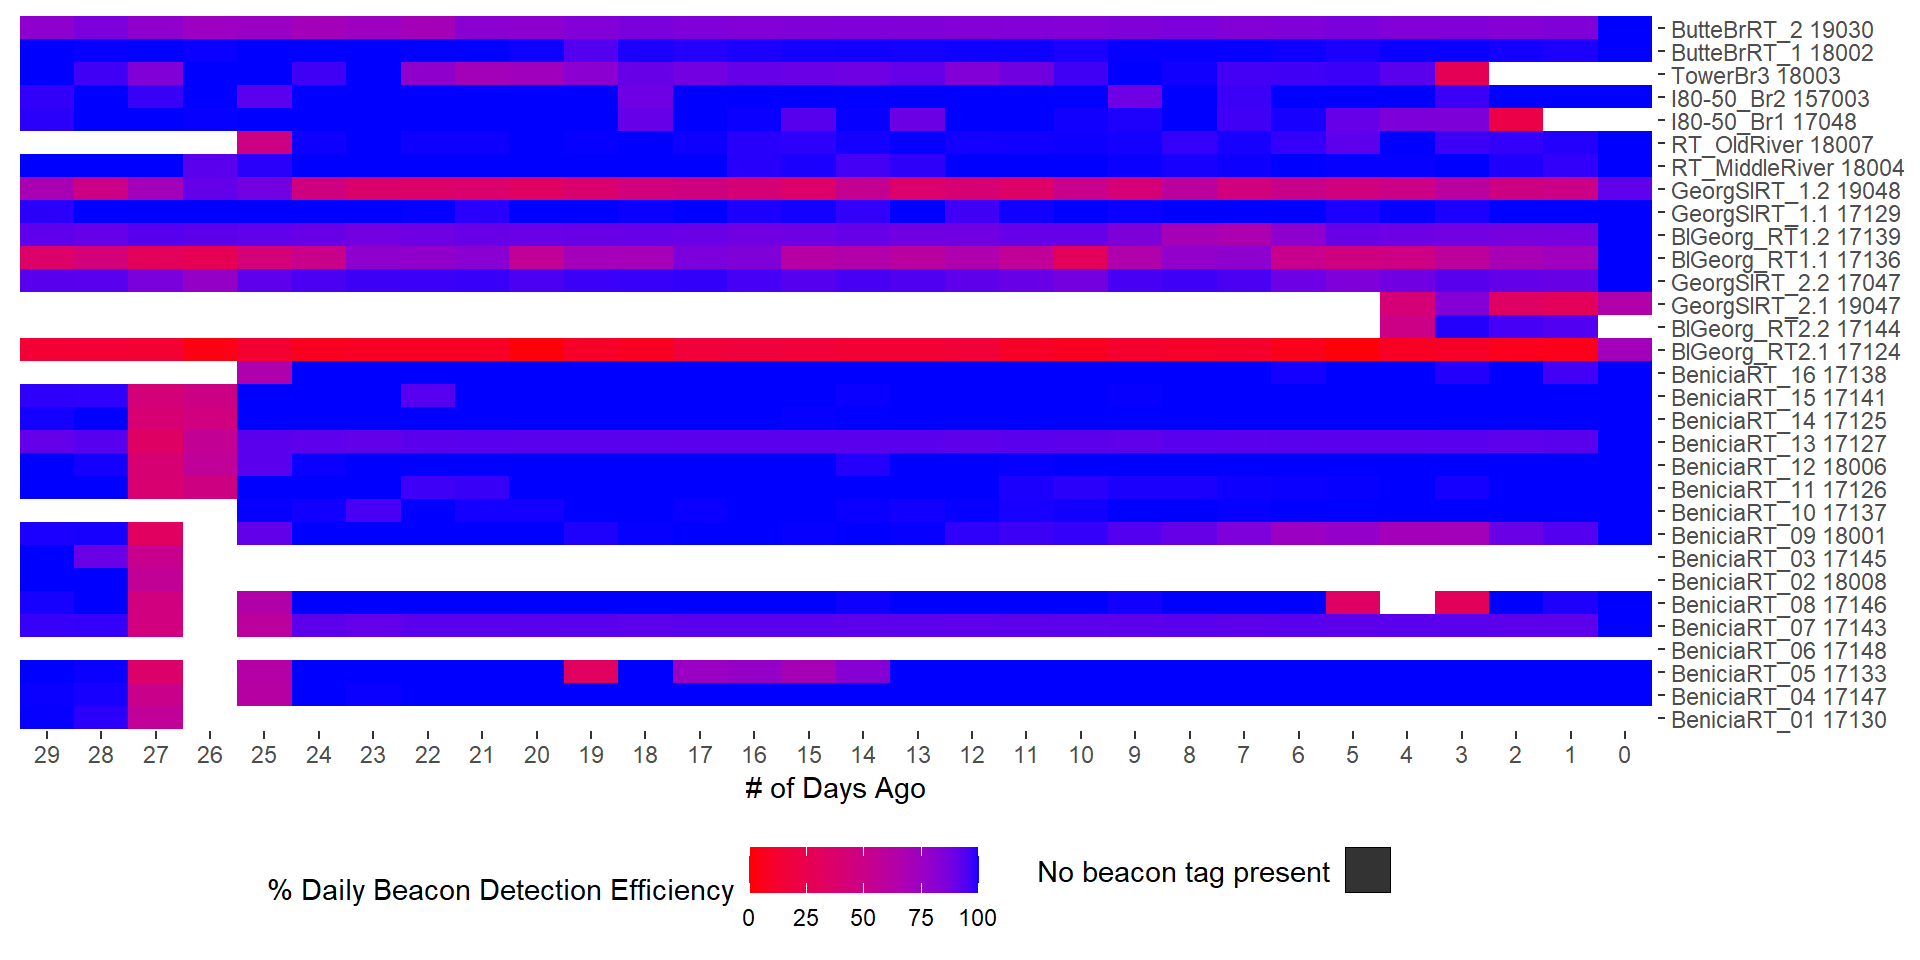 ButteBrRT_2 19030
ButteBrRT_1 18002
TowerBr3 18003
I80-50_Br2 157003
I80-50_Br1 17048
RT_OldRiver 18007
RT_MiddleRiver 18004
GeorgSlRT_1.2 19048
GeorgSlRT_1.1 17129
BlGeorg_RT1.2 17139
BlGeorg_RT1.1 17136
GeorgSlRT_2.2 17047
GeorgSlRT_2.1 19047
BlGeorg_RT2.2 17144
BlGeorg_RT2.1 17124
BeniciaRT_16 17138
BeniciaRT_15 17141
BeniciaRT_14 17125
BeniciaRT_13 17127
BeniciaRT_12 18006
BeniciaRT_11 17126
BeniciaRT_10 17137
BeniciaRT_09 18001
BeniciaRT_03 17145
BeniciaRT_02 18008
BeniciaRT_08 17146
BeniciaRT_07 17143
BeniciaRT_06 17148
BeniciaRT_05 17133
BeniciaRT_04 17147
BeniciaRT_01 17130
29 28 27 26 25 24 23 22 21 20 19 18 17 16 15 14 13 12 11 10 9 8 7 6 5 4 3 2 1 0
# of Days Ago
% Daily Beacon Detection Efficiency
0 25 50 75 100
No beacon tag present